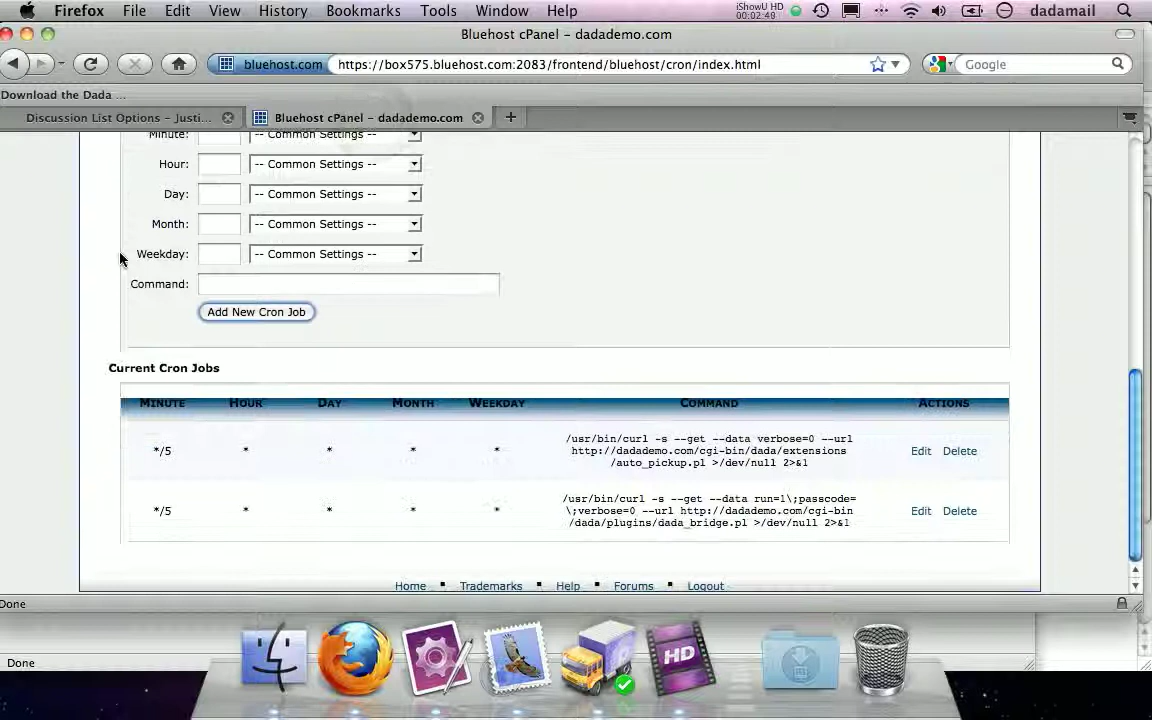 Firefox File Edit View History Bookmarks Tools Window Help iShowU HD 00:02:49 dadamail
Bluehost cPanel – dadademo.com
bluehost.com https://box575.bluehost.com:2083/frontend/bluehost/cron/index.html Google
Download the Dada ...
Discussion List Options – Justi... Bluehost cPanel – dadademo.com
Minute: -- Common Settings --
Hour: -- Common Settings --
Day: -- Common Settings --
Month: -- Common Settings --
Weekday: -- Common Settings --
Command:
Add New Cron Job
Current Cron Jobs
MINUTE HOUR DAY MONTH WEEKDAY COMMAND ACTIONS
/usr/bin/curl -s --get --data verbose=0 --url
*/5 * * * * http://dadademo.com/cgi-bin/dada/extensions Edit Delete
/auto_pickup.pl >/dev/null 2>&1
/usr/bin/curl -s --get --data run=1\;passcode=
*/5 * * * * \;verbose=0 --url http://dadademo.com/cgi-bin Edit Delete
/dada/plugins/dada_bridge.pl >/dev/null 2>&1
Home ▪ Trademarks ▪ Help ▪ Forums ▪ Logout
Done
Done
HD